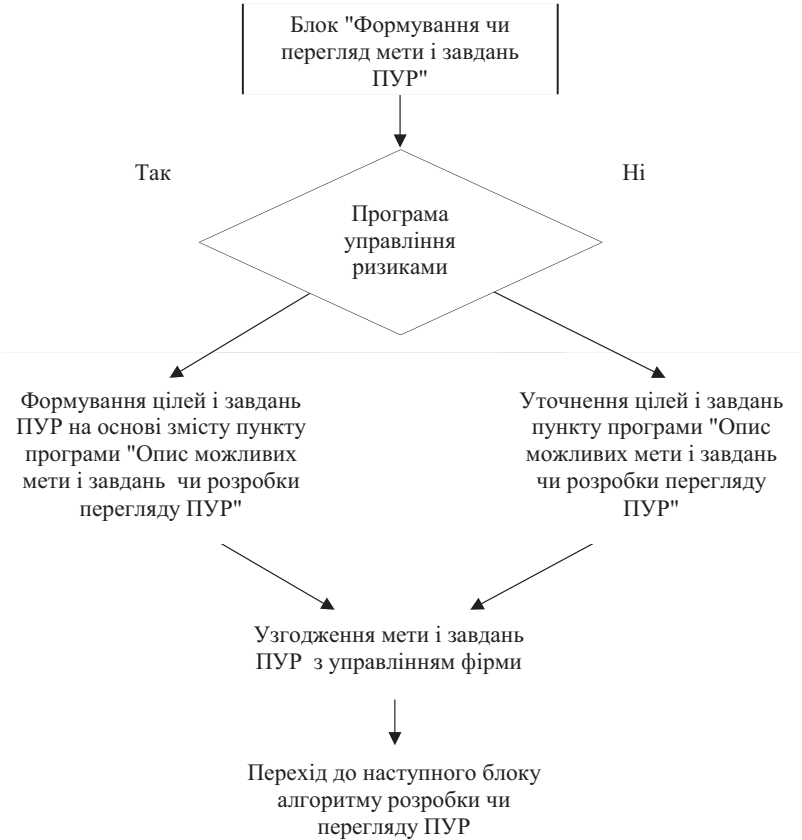 Блок "Формування чи
перегляд мети і завдань
ПУР"
Так
Ні
Програма
управління
ризиками
Формування цілей і завдань
ПУР на основі змісту пункту
програми "Опис можливих
мети і завдань чи розробки
перегляду ПУР"
Уточнення цілей і завдань
пункту програми "Опис
можливих мети і завдань
чи розробки перегляду
ПУР"
Узгодження мети і завдань
ПУР з управлінням фірми
Перехід до наступного блоку
алгоритму розробки чи
перегляду ПУР